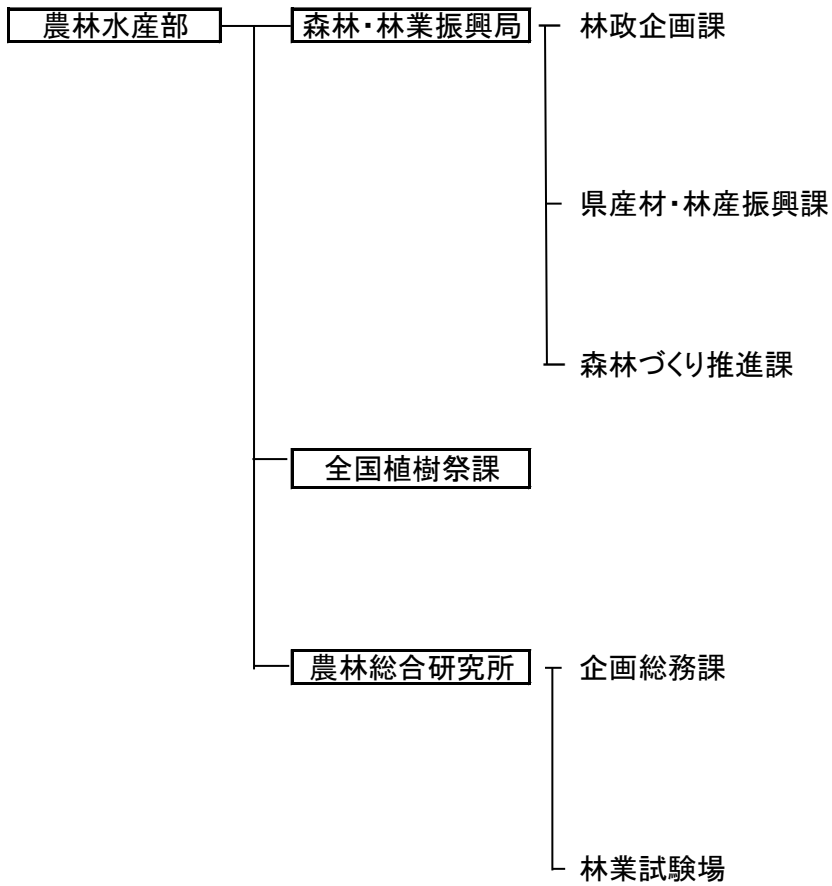 農林水産部
森林・林業振興局
林政企画課
県産材・林産振興課
森林づくり推進課
全国植樹祭課
農林総合研究所
企画総務課
林業試験場